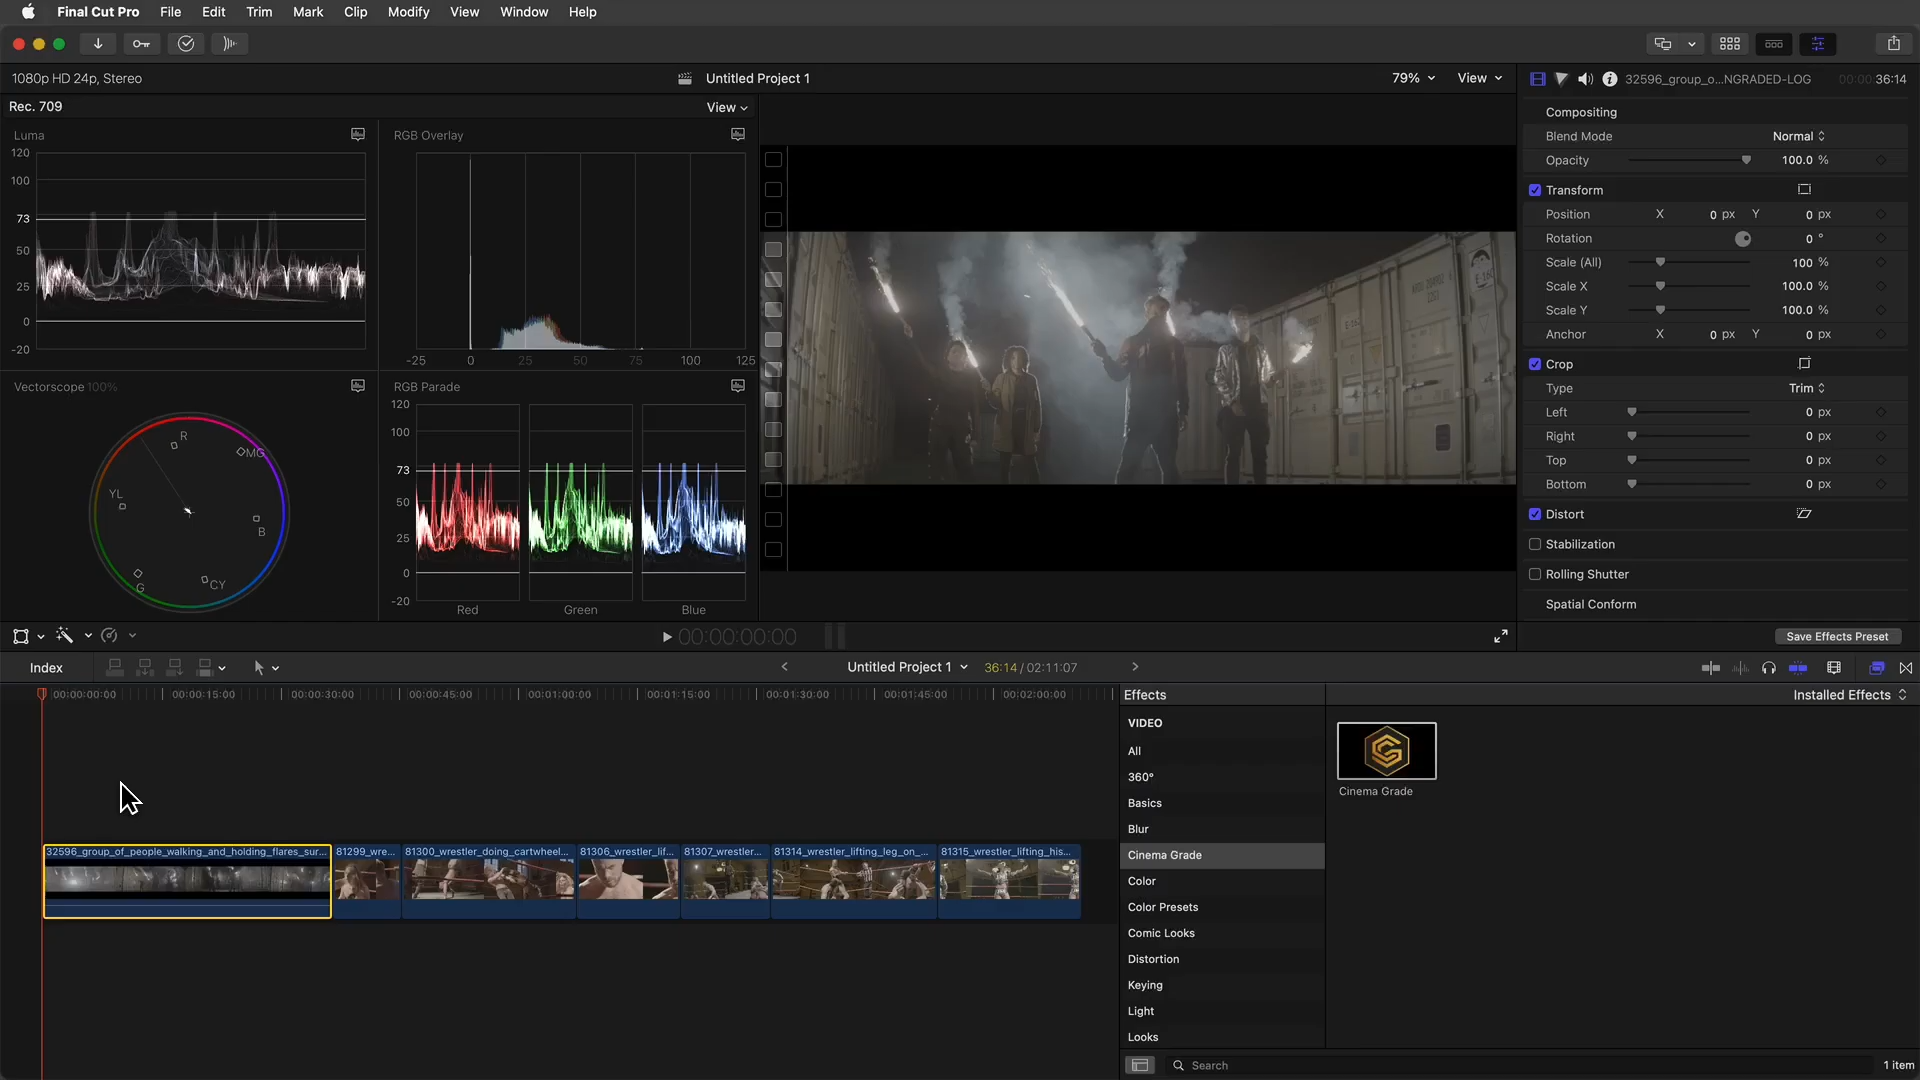 Final Cut Pro File Edit Trim Mark Clip Modify View Window Help
1080p HD 24p, Stereo
Untitled Project 1
79% View
32596_group_o...NGRADED-LOG
00:00:36:14
Rec. 709
View
Luma
120
100
73
50
25
0
-20
RGB Overlay
-25 0 25 50 75 100 125
Vectorscope 100%
R
MG
YL
B
G
CY
RGB Parade
120
100
73
50
25
0
-20
Red Green Blue
Compositing
Blend Mode Normal
Opacity 100.0 %
Transform
Position X 0 px Y 0 px
Rotation 0 °
Scale (All) 100 %
Scale X 100.0 %
Scale Y 100.0 %
Anchor X 0 px Y 0 px
Crop
Type Trim
Left 0 px
Right 0 px
Top 0 px
Bottom 0 px
Distort
Stabilization
Rolling Shutter
Spatial Conform
00:00:00:00
Save Effects Preset
Index
Untitled Project 1 36:14 / 02:11:07
00:00:00:00 00:00:15:00 00:00:30:00 00:00:45:00 00:01:00:00 00:01:15:00 00:01:30:00 00:01:45:00 00:02:00:00
32596_group_of_people_walking_and_holding_flares_sur...
81299_wre...
81300_wrestler_doing_cartwheel...
81306_wrestler_lif...
81307_wrestler...
81314_wrestler_lifting_leg_on_...
81315_wrestler_lifting_his...
Effects
Installed Effects
VIDEO
All
360°
Basics
Blur
Cinema Grade
Color
Color Presets
Comic Looks
Distortion
Keying
Light
Looks
Cinema Grade
Search
1 item